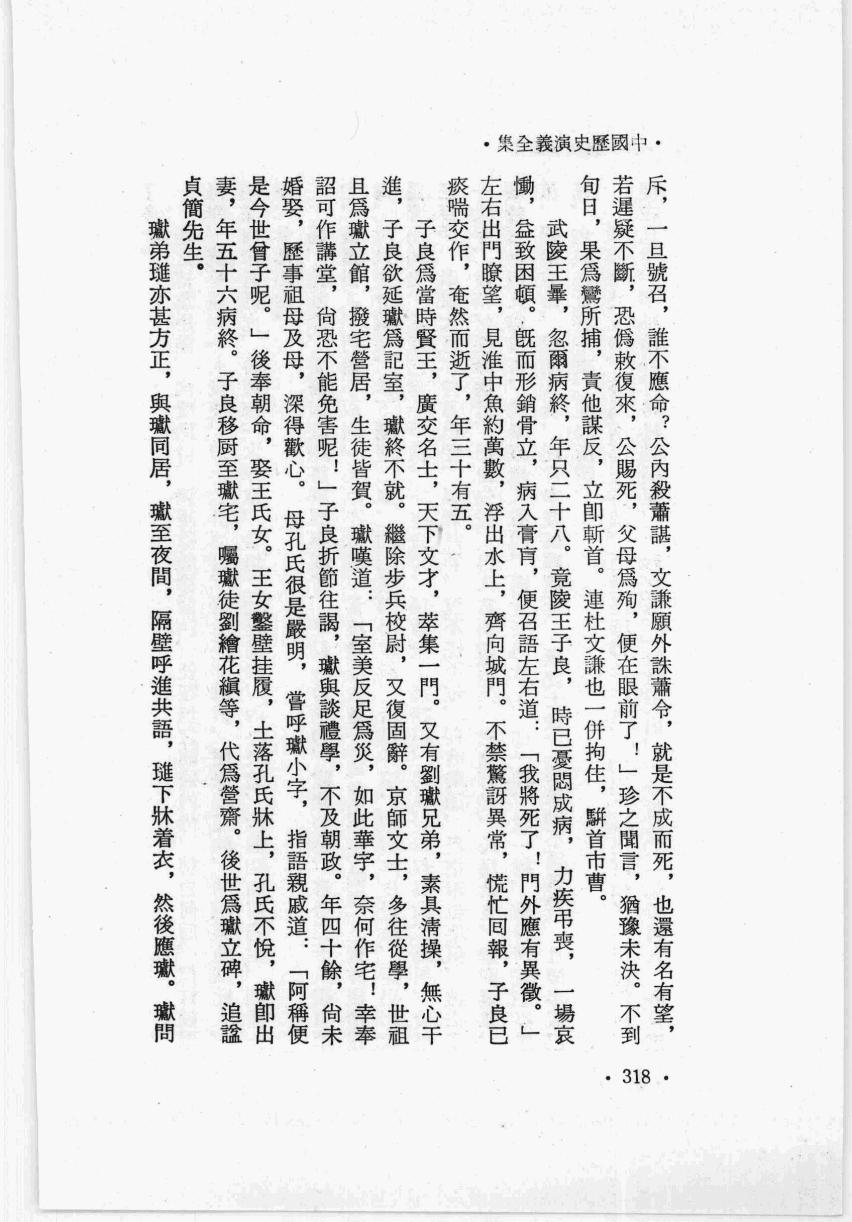 ·中國歷史演義全集·
斥，一旦號召，誰不應命？公內殺蕭諶，文謙願外誅蕭令，就是不成而死，也還有名有望，
若遲疑不斷，恐僞敕復來，公賜死，父母爲殉，便在眼前了！」珍之聞言，猶豫未決。不到
旬日，果爲鸞所捕，責他謀反，立卽斬首。連杜文謙也一併拘住，騈首市曹。
武陵王曅，忽爾病終，年只二十八。竟陵王子良，時已憂悶成病，力疾弔喪，一場哀
慟，益致困頓。旣而形銷骨立，病入膏肓，便召語左右道：「我將死了！門外應有異徵。」
左右出門瞭望，見淮中魚約萬數，浮出水上，齊向城門。不禁驚訝異常，慌忙回報，子良已
痰喘交作，奄然而逝了，年三十有五。
子良爲當時賢王，廣交名士，天下文才，萃集一門。又有劉瓛兄弟，素具清操，無心干
進，子良欲延瓛爲記室，瓛終不就。繼除步兵校尉，又復固辭。京師文士，多往從學，世祖
且爲瓛立館，撥宅營居，生徒皆賀。瓛嘆道：「室美反足爲災，如此華宇，奈何作宅！幸奉
詔可作講堂，尙恐不能免害呢！」子良折節往謁，瓛與談禮學，不及朝政。年四十餘，尙未
婚娶，歷事祖母及母，深得歡心。母孔氏很是嚴明，嘗呼瓛小字，指語親戚道：「阿稱便
是今世曾子呢。」後奉朝命，娶王氏女。王女鑿壁挂履，土落孔氏牀上，孔氏不悅，瓛卽出
妻，年五十六病終。子良移厨至瓛宅，囑瓛徒劉繪花縝等，代爲營齋。後世爲瓛立碑，追諡
貞簡先生。
瓛弟璡亦甚方正，與瓛同居，瓛至夜間，隔壁呼進共語，璡下牀着衣，然後應瓛。瓛問
·318·